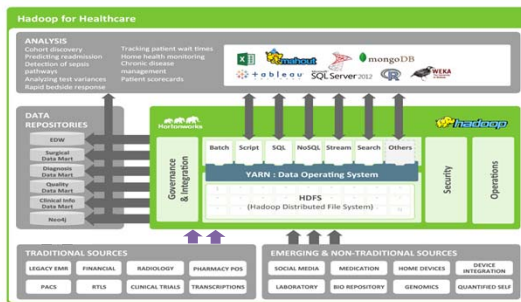 Hadoop for Healthcare
ANALYSIS
Cohort discovery
Predicting readmission
Detection of sepsis
pathways
Analyzing test variances
Rapid bedside response
Tracking patient wait times
Home health monitoring
Chronic disease
management
Patient scorecards
mahout
mongoDB
+tableau
SQL Server 2012
R
WEKA
DATA
REPOSITORIES
EDW
Surgical
Data Mart
Diagnosis
Data Mart
Quality
Data Mart
Clinical Info
Data Mart
Neo4j
Hortonworks
hadoop
Governance
& Integration
Batch
Script
SQL
NoSQL
Stream
Search
Others
YARN : Data Operating System
HDFS
(Hadoop Distributed File System)
Security
Operations
TRADITIONAL SOURCES
LEGACY EMR
FINANCIAL
RADIOLOGY
PHARMACY POS
PACS
RTLS
CLINICAL TRIALS
TRANSCRIPTIONS
EMERGING & NON-TRADITIONAL SOURCES
SOCIAL MEDIA
MEDICATION
HOME DEVICES
DEVICE
INTEGRATION
LABORATORY
BIO REPOSITORY
GENOMICS
QUANTIFIED SELF